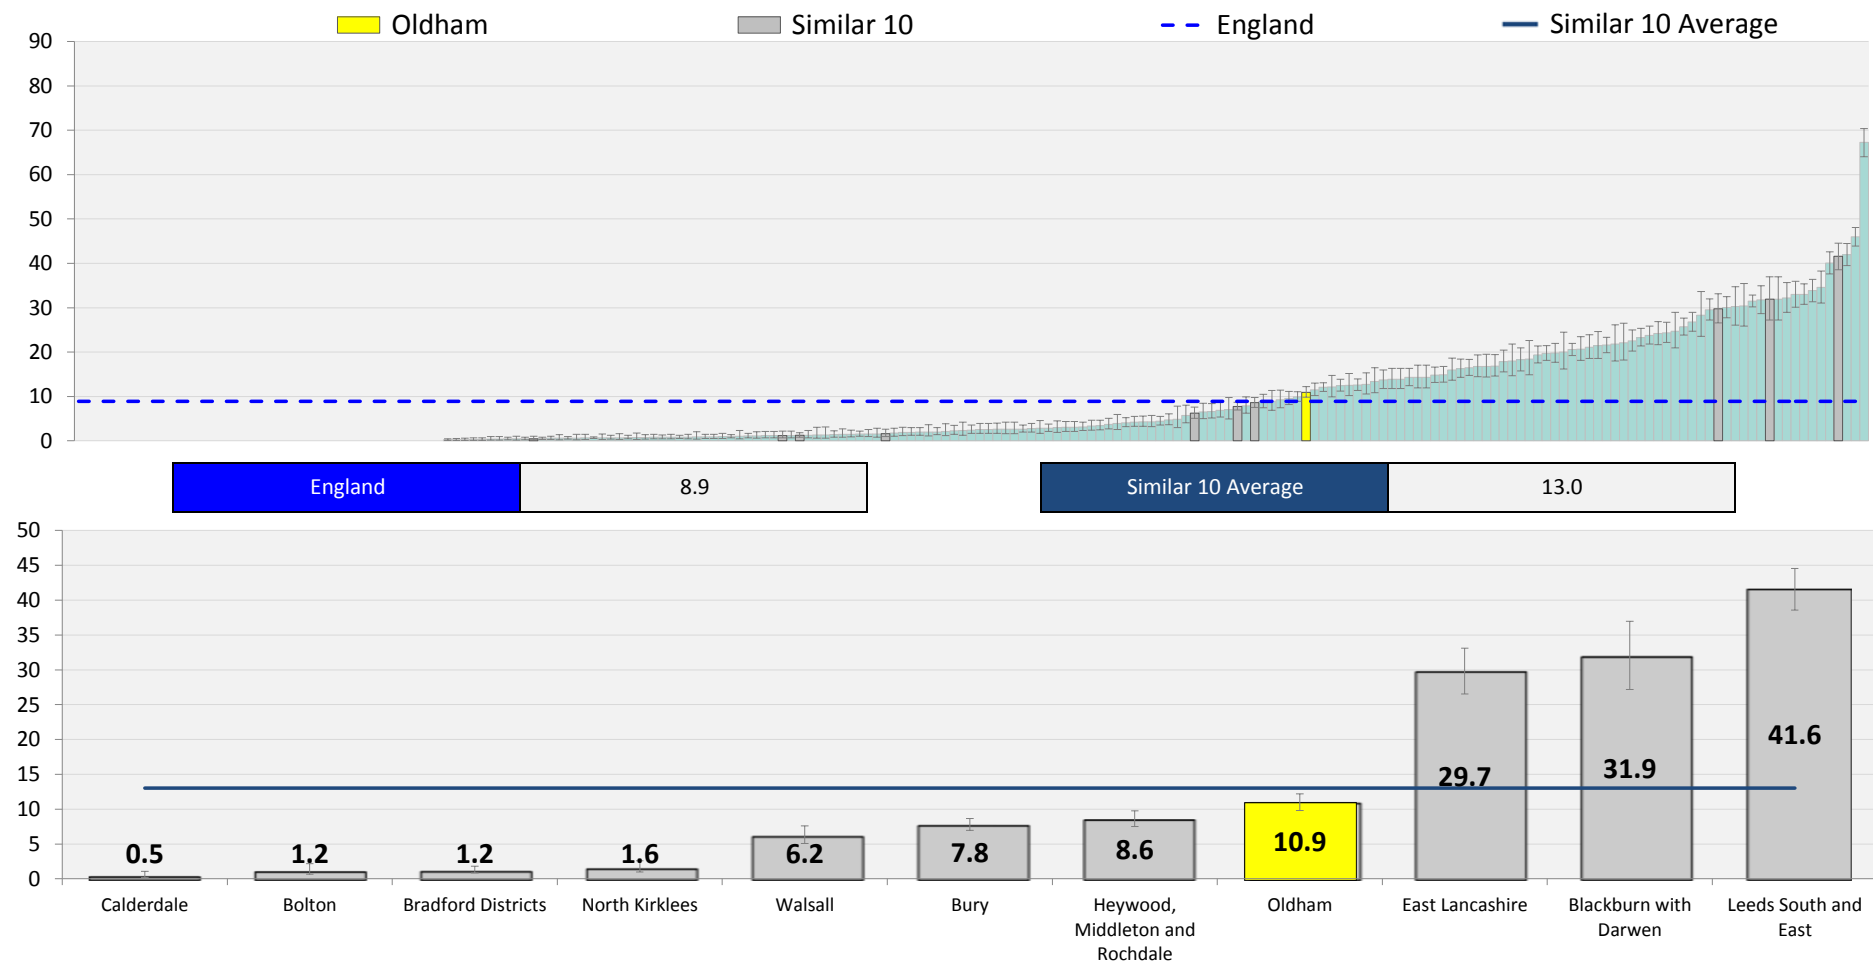 Oldham
Similar 10
England
Similar 10 Average
90
80
70
60
50
40
30
20
10
0
England 8.9
Similar 10 Average 13.0
50
45
40
35
30
25
20
15
10
5
0
0.5
1.2
1.2
1.6
6.2
7.8
8.6
10.9
29.7
31.9
41.6
Calderdale
Bolton
Bradford Districts
North Kirklees
Walsall
Bury
Heywood,
Middleton and
Rochdale
Oldham
East Lancashire
Blackburn with
Darwen
Leeds South and
East